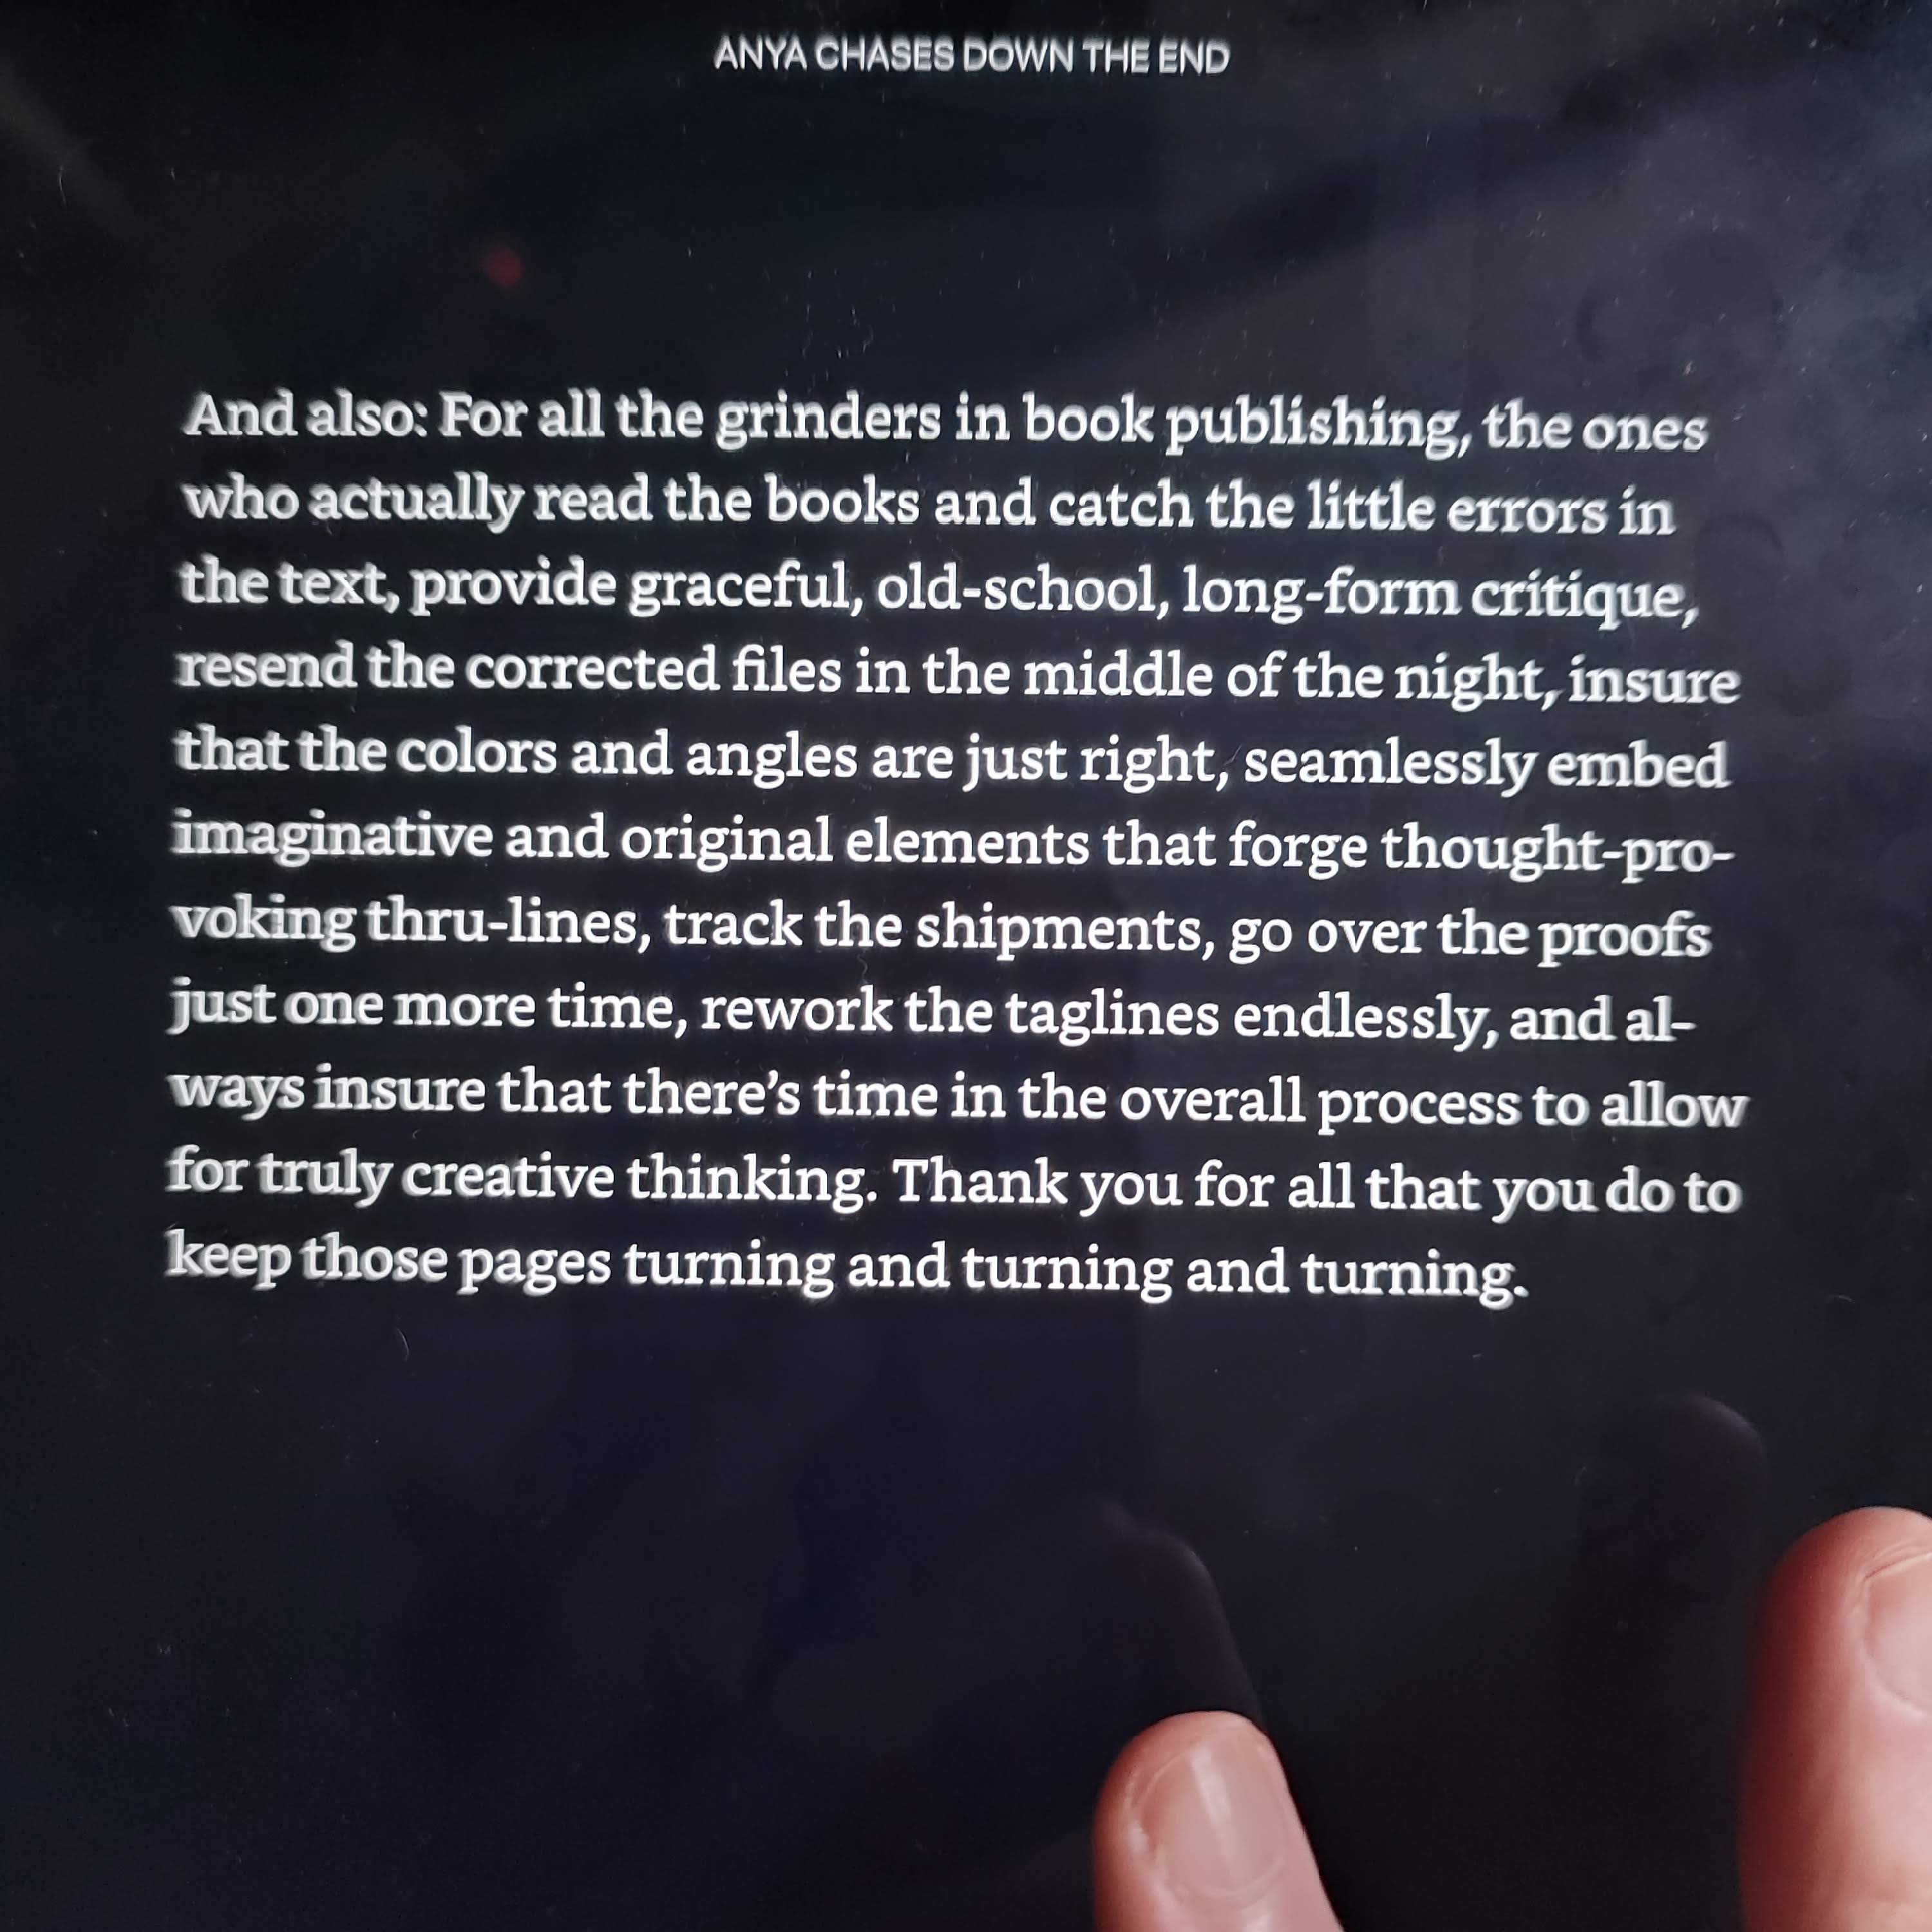 ANYA CHASES DOWN THE END
And also: For all the grinders in book publishing, the ones
who actually read the books and catch the little errors in
the text, provide graceful, old-school, long-form critique,
resend the corrected files in the middle of the night, insure
that the colors and angles are just right, seamlessly embed
imaginative and original elements that forge thought-pro-
voking thru-lines, track the shipments, go over the proofs
just one more time, rework the taglines endlessly, and al-
ways insure that there’s time in the overall process to allow
for truly creative thinking. Thank you for all that you do to
keep those pages turning and turning and turning.